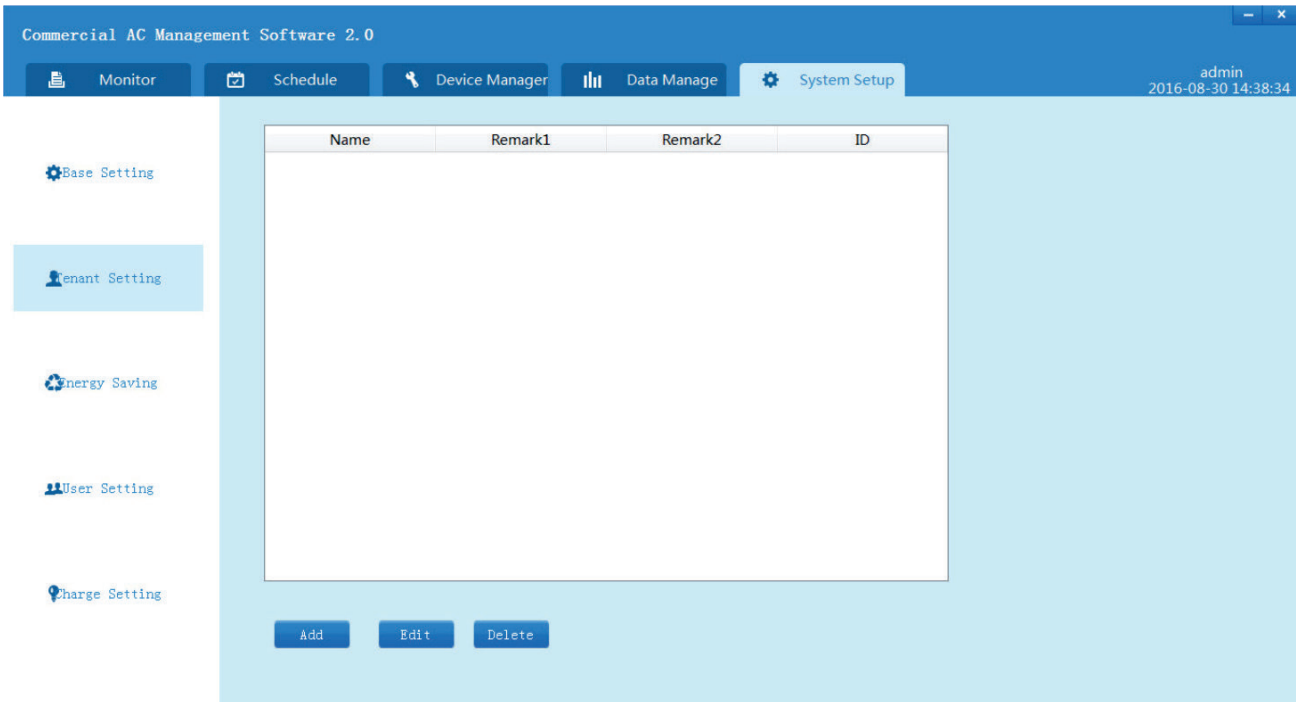 Commercial AC Management Software 2.0
Monitor Schedule Device Manager Data Manage System Setup
admin
2016-08-30 14:38:34
Name Remark1 Remark2 ID
Base Setting
Tenant Setting
Energy Saving
User Setting
Charge Setting
Add Edit Delete